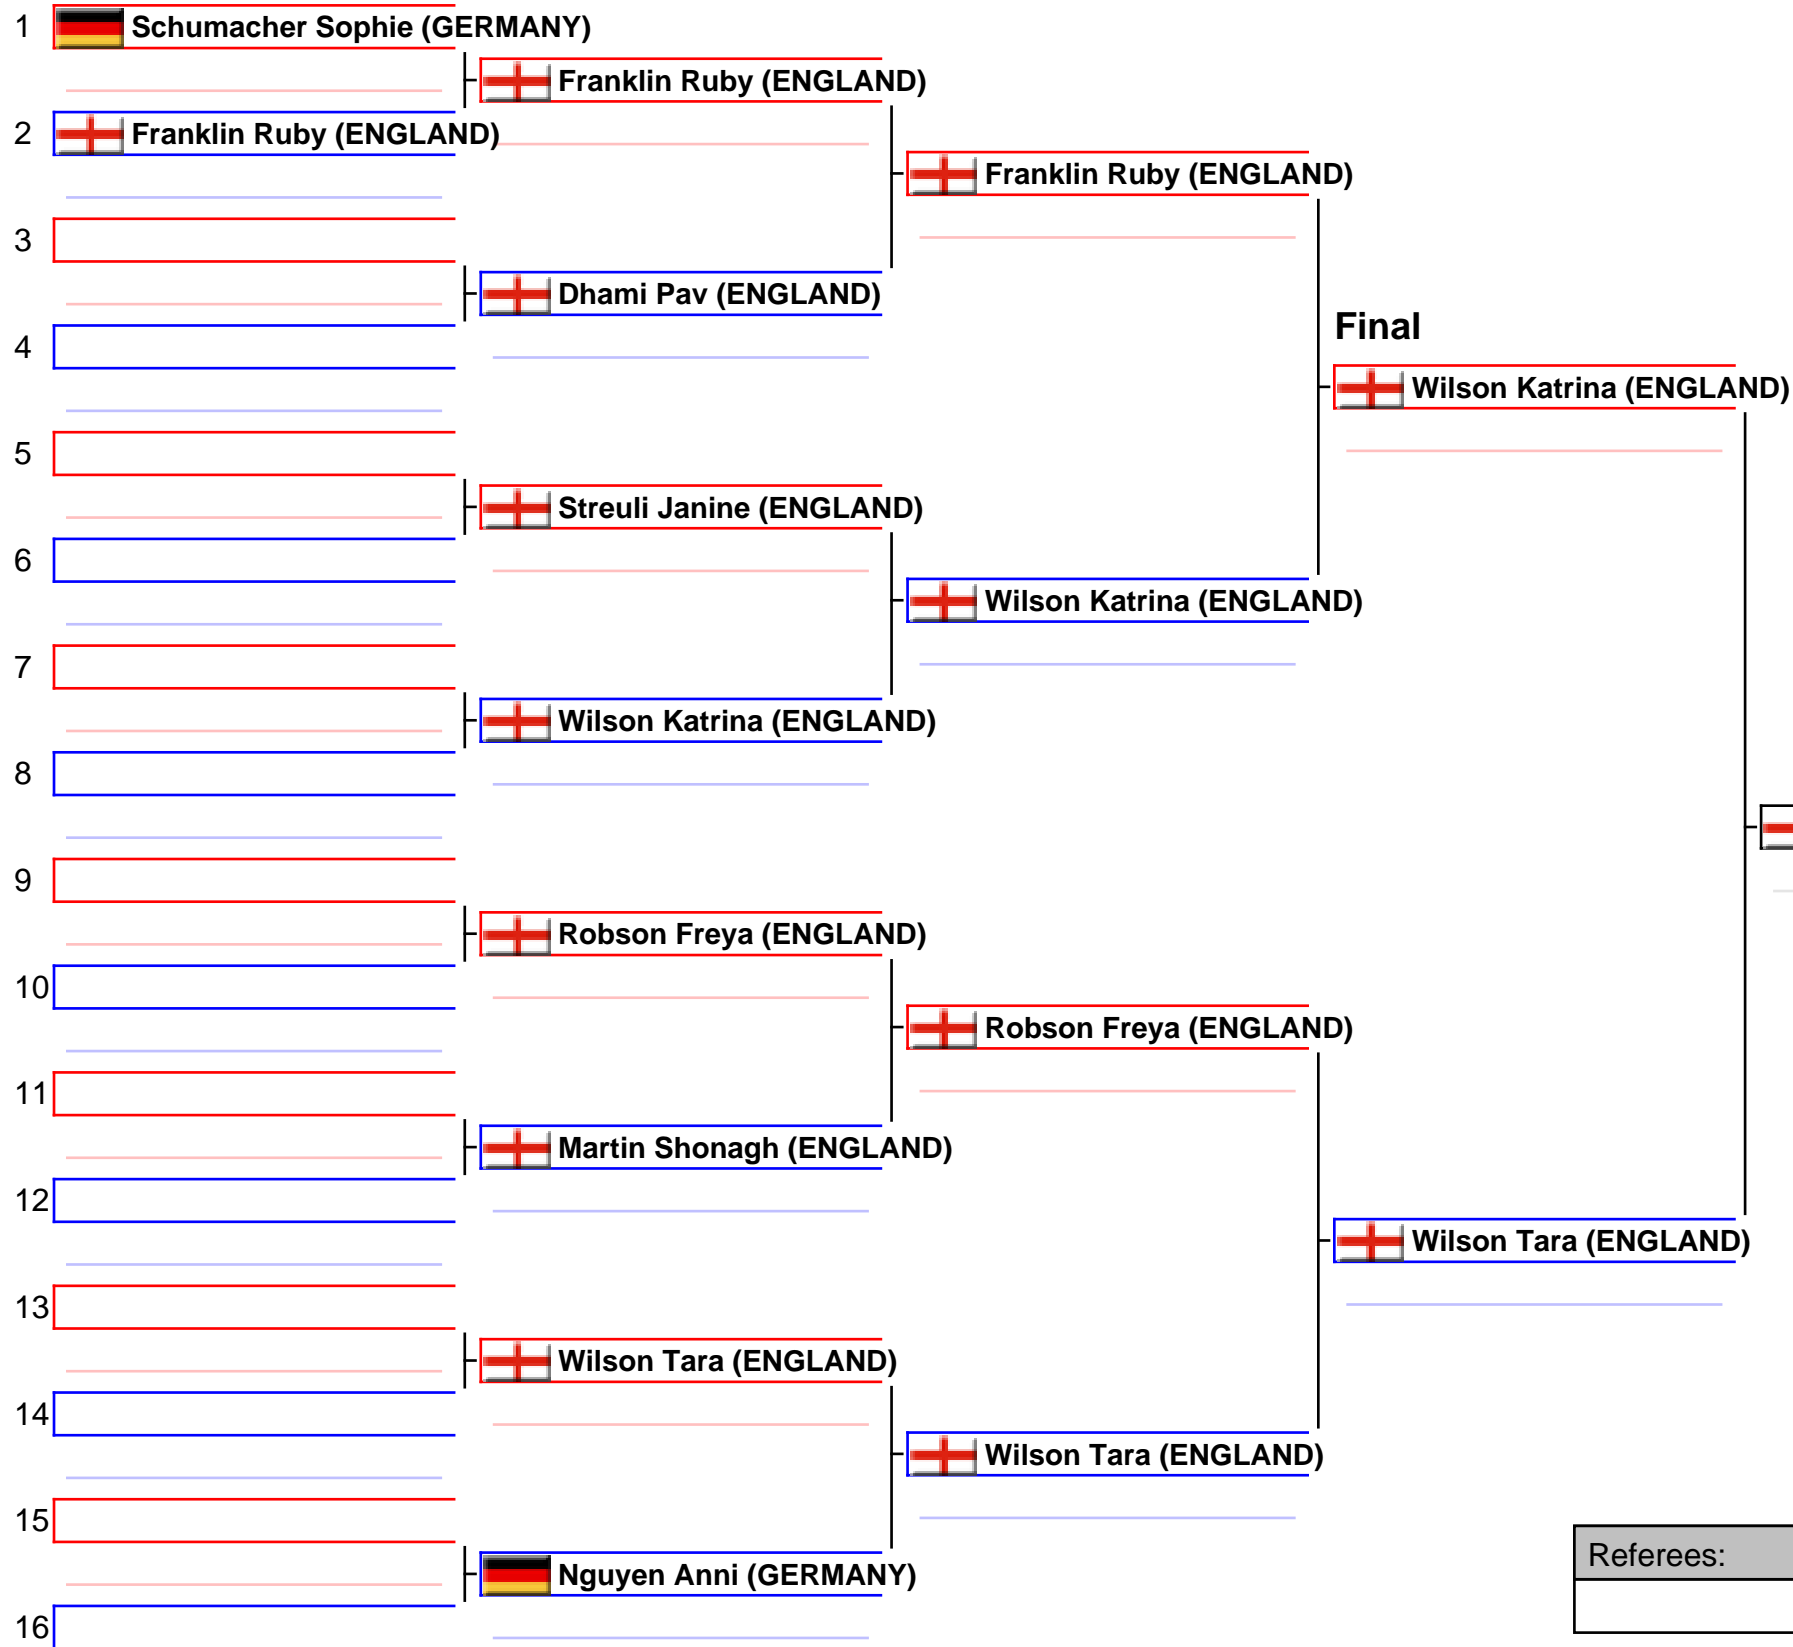 1 Schumacher Sophie (GERMANY)
Franklin Ruby (ENGLAND)
2 Franklin Ruby (ENGLAND)
Franklin Ruby (ENGLAND)
3
Dhami Pav (ENGLAND)
Final
4
Wilson Katrina (ENGLAND)
5
Streuli Janine (ENGLAND)
6
Wilson Katrina (ENGLAND)
7
Wilson Katrina (ENGLAND)
8
9
Robson Freya (ENGLAND)
10
Robson Freya (ENGLAND)
11
Martin Shonagh (ENGLAND)
12
Wilson Tara (ENGLAND)
13
Wilson Tara (ENGLAND)
14
Wilson Tara (ENGLAND)
15
Referees:
Nguyen Anni (GERMANY)
16